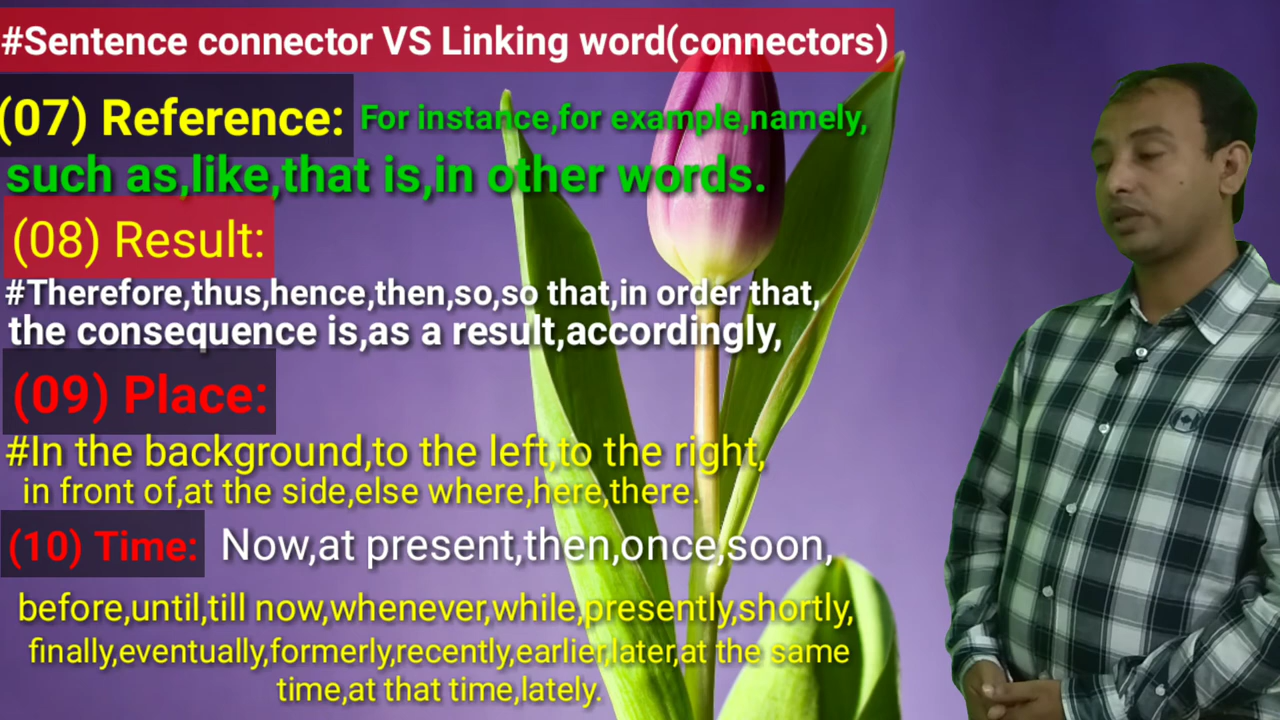 #Sentence connector VS Linking word(connectors)
(07) Reference: For instance,for example,namely,
such as,like,that is,in other words.
(08) Result:
#Therefore,thus,hence,then,so,so that,in order that,
the consequence is,as a result,accordingly,
(09) Place:
#In the background,to the left,to the right,
in front of,at the side,else where,here,there.
(10) Time: Now,at present,then,once,soon,
before,until,till now,whenever,while,presently,shortly,
finally,eventually,formerly,recently,earlier,later,at the same
time,at that time,lately.